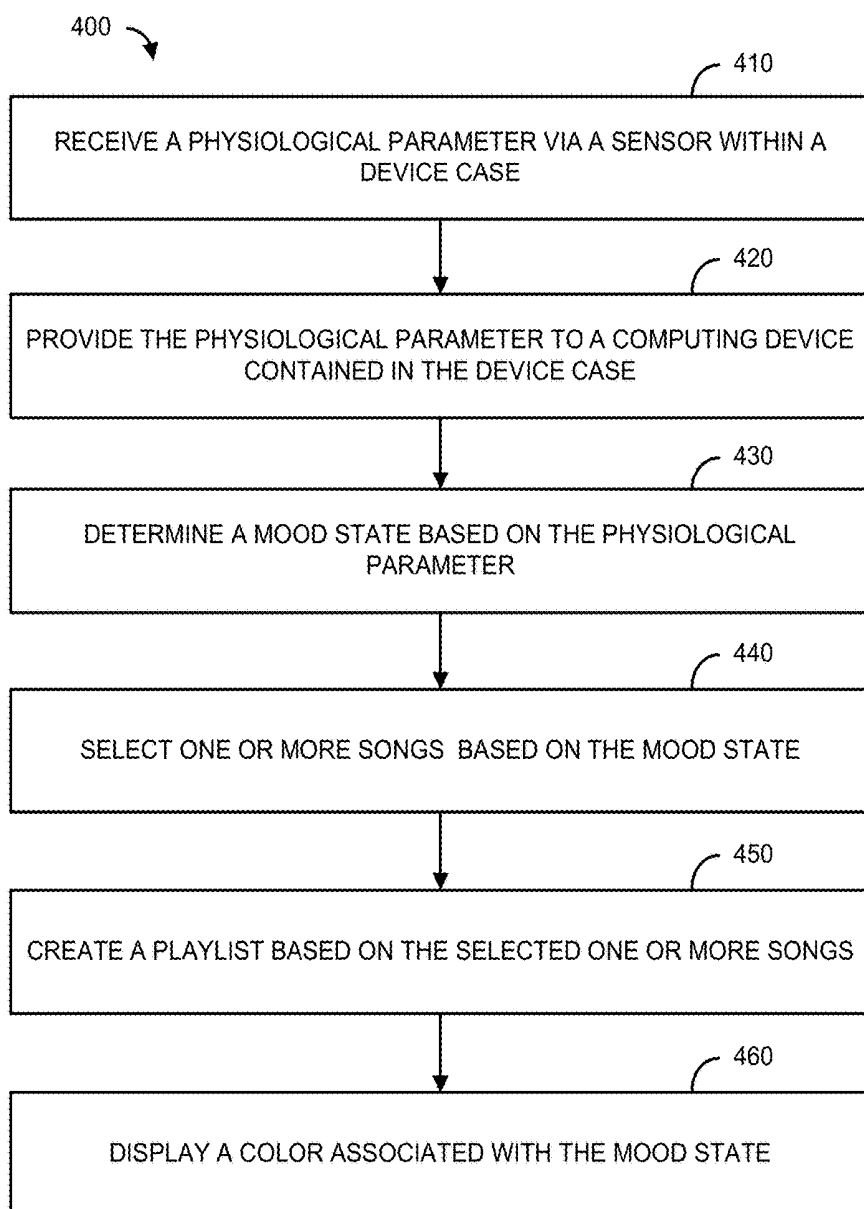 400
410
RECEIVE A PHYSIOLOGICAL PARAMETER VIA A SENSOR WITHIN A
DEVICE CASE
420
PROVIDE THE PHYSIOLOGICAL PARAMETER TO A COMPUTING DEVICE
CONTAINED IN THE DEVICE CASE
430
DETERMINE A MOOD STATE BASED ON THE PHYSIOLOGICAL
PARAMETER
440
SELECT ONE OR MORE SONGS BASED ON THE MOOD STATE
450
CREATE A PLAYLIST BASED ON THE SELECTED ONE OR MORE SONGS
460
DISPLAY A COLOR ASSOCIATED WITH THE MOOD STATE